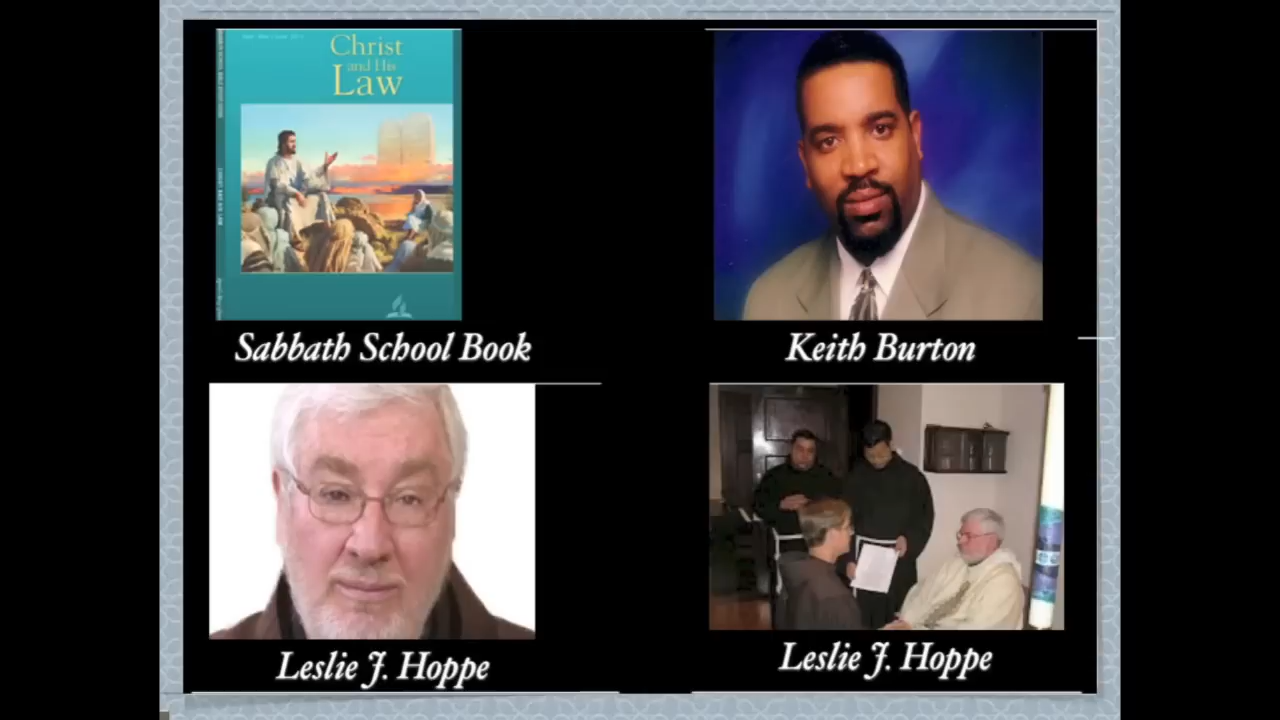 Christ
and His
Law
Sabbath School Book
Keith Burton
Leslie J. Hoppe
Leslie J. Hoppe